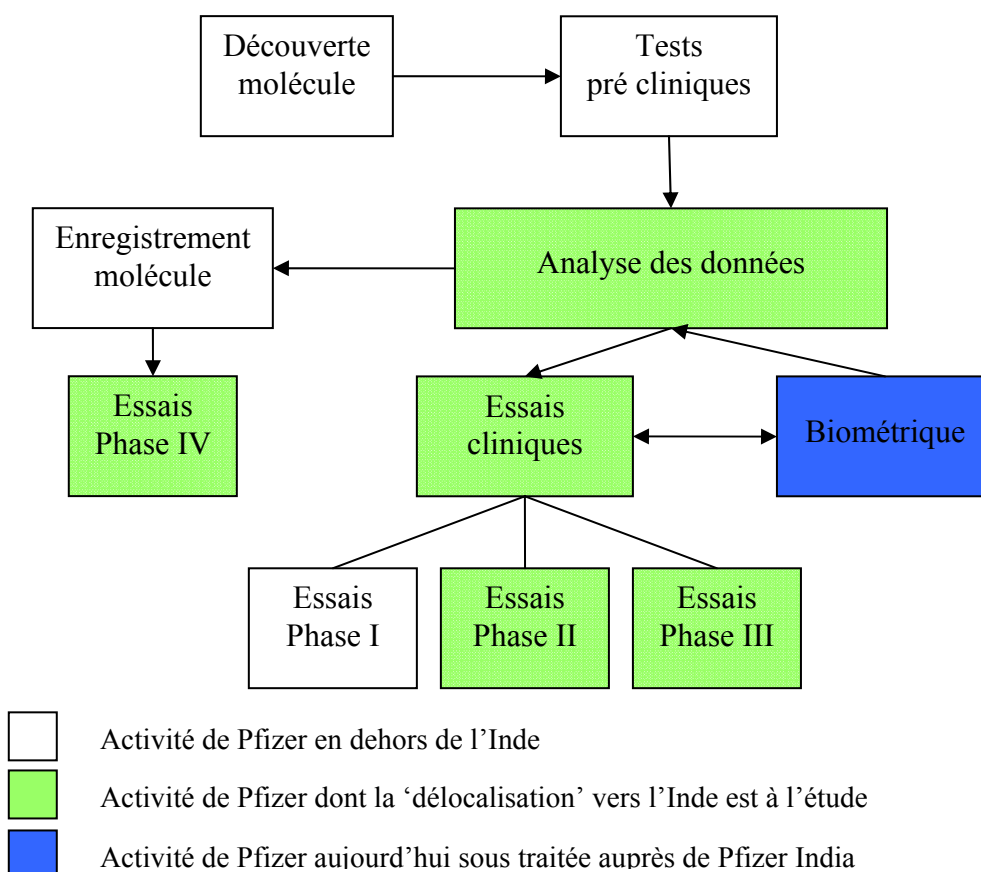 Découverte
molécule
Tests
pré cliniques
Enregistrement
molécule
Analyse des données
Essais
Phase IV
Essais
cliniques
Biométrique
Essais
Phase I
Essais
Phase II
Essais
Phase III
Activité de Pfizer en dehors de l’Inde
Activité de Pfizer dont la ‘délocalisation’ vers l’Inde est à l’étude
Activité de Pfizer aujourd’hui sous traitée auprès de Pfizer India